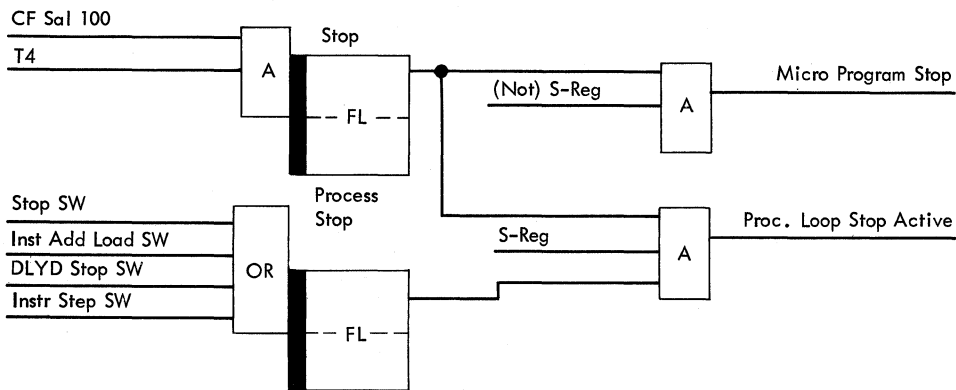 CF Sal 100
T4
A
Stop
FL
(Not) S-Reg
A
Micro Program Stop
Stop SW
Inst Add Load SW
DLYD Stop SW
Instr Step SW
OR
Process
Stop
FL
S-Reg
A
Proc. Loop Stop Active